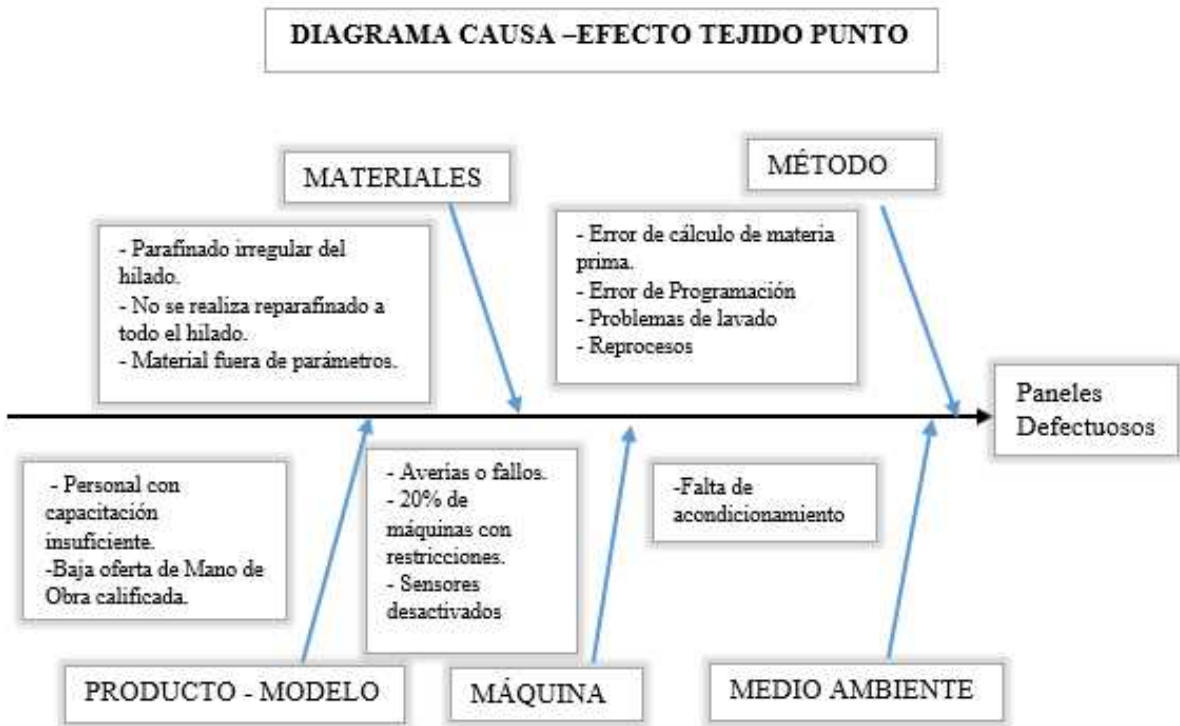 DIAGRAMA CAUSA –EFECTO TEJIDO PUNTO
MATERIALES
MÉTODO
- Parafinado irregular del
hilado.
- No se realiza reparafinado a
todo el hilado.
- Material fuera de parámetros.
- Error de cálculo de materia
prima.
- Error de Programación
- Problemas de lavado
- Reprocesos
Paneles
Defectuosos
- Personal con
capacitación
insuficiente.
-Baja oferta de Mano de
Obra calificada.
- Averías o fallos.
- 20% de
máquinas con
restricciones.
- Sensores
desactivados
-Falta de
acondicionamiento
PRODUCTO - MODELO
MÁQUINA
MEDIO AMBIENTE